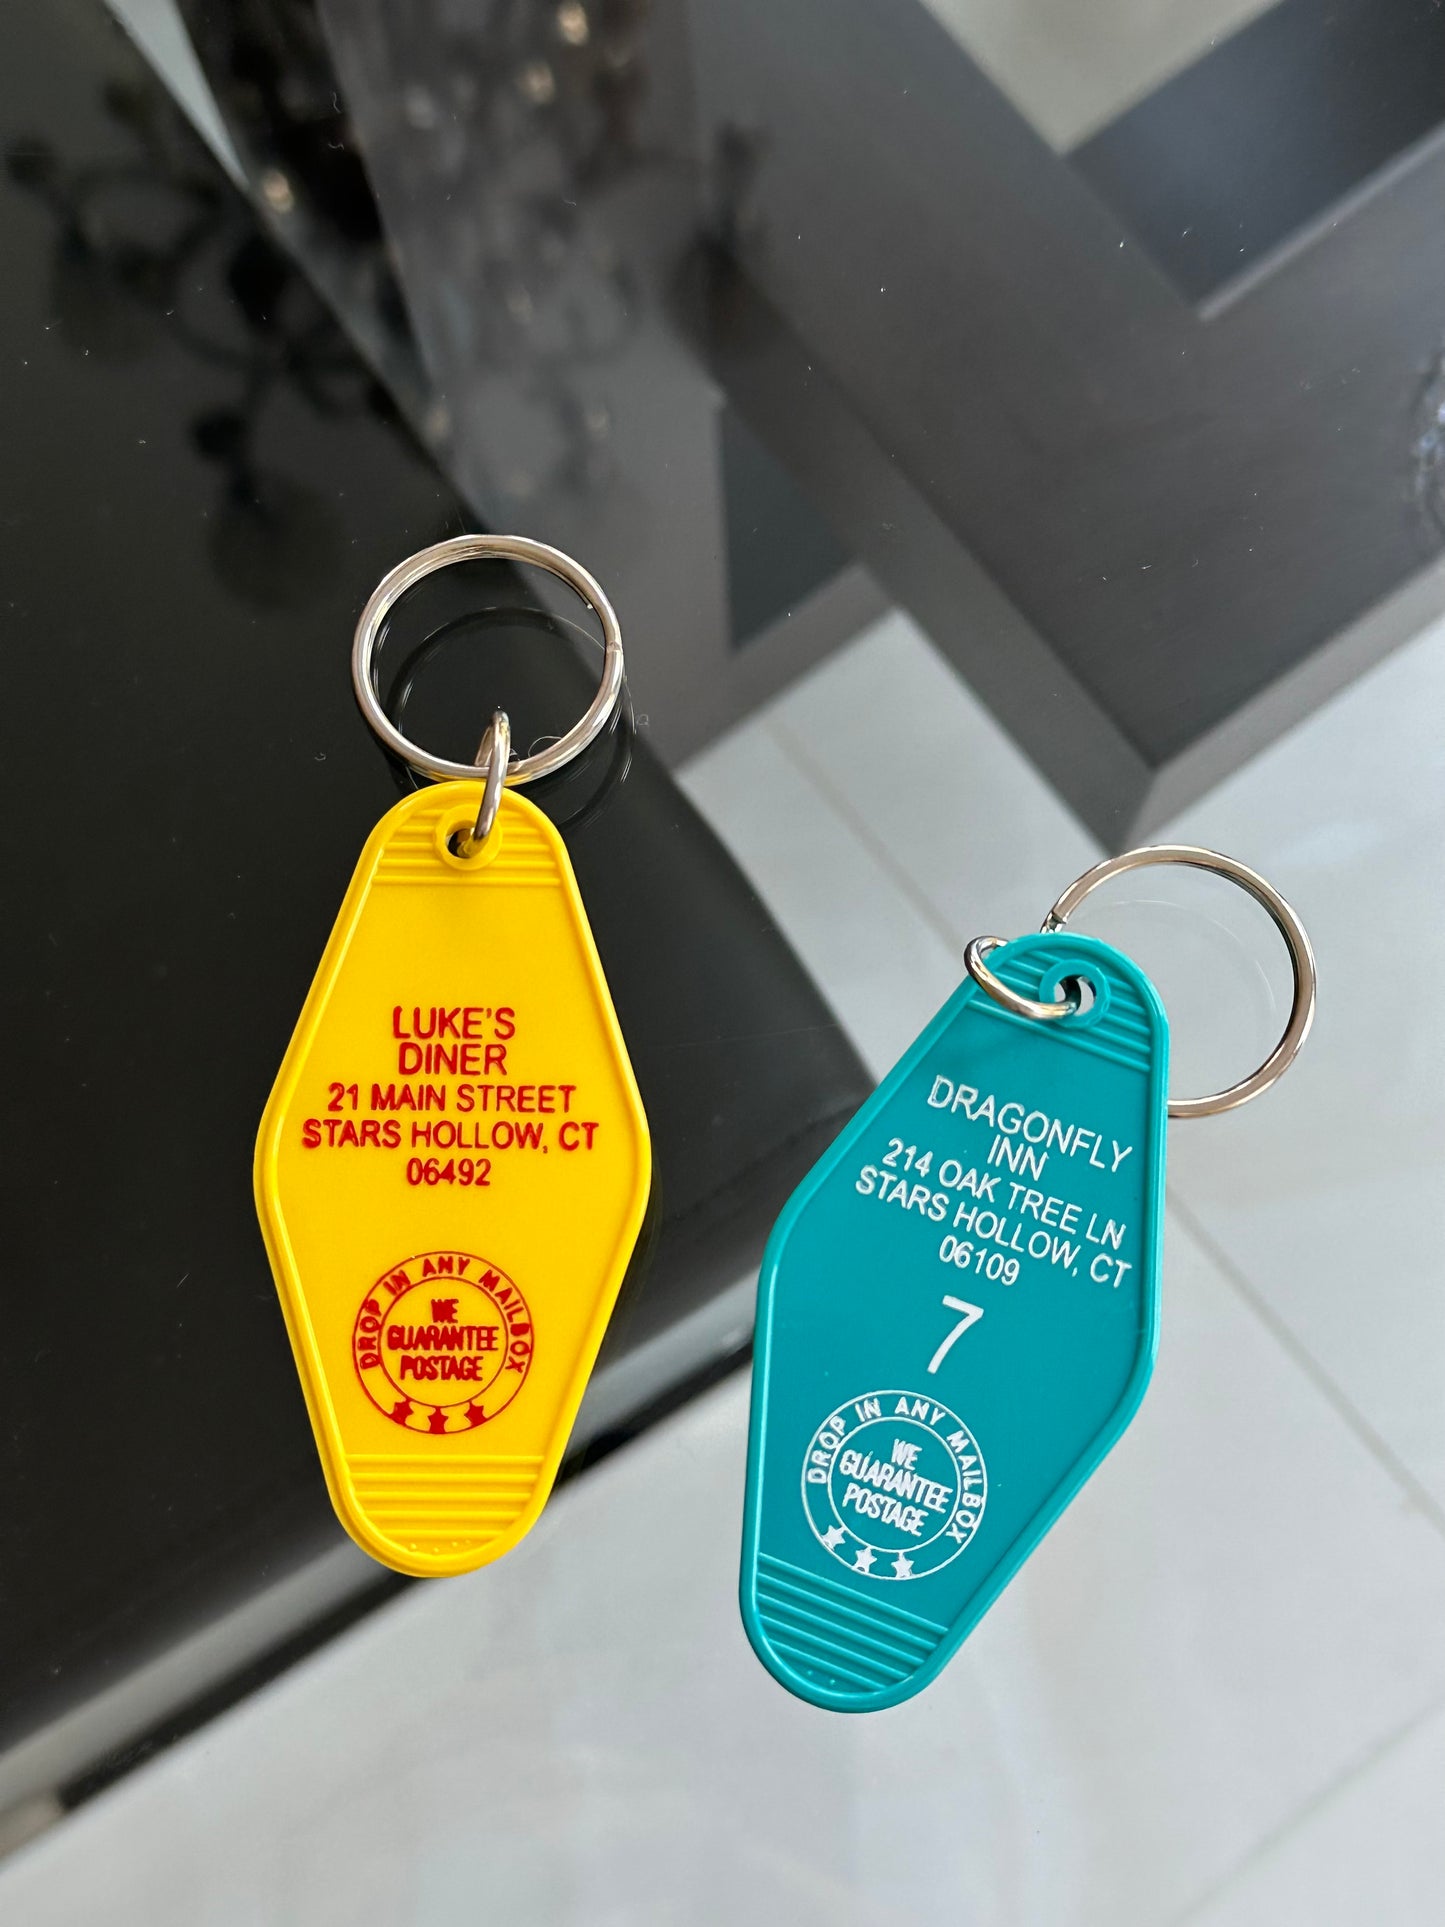 LUKE'S
DINER
21 MAIN STREET
STARS HOLLOW, CT
06492
DROP IN ANY MAILBOX
WE
GUARANTEE
POSTAGE
DRAGONFLY
INN
214 OAK TREE LN
STARS HOLLOW, CT
06109
7
DROP IN ANY MAILBOX
WE
GUARANTEE
POSTAGE